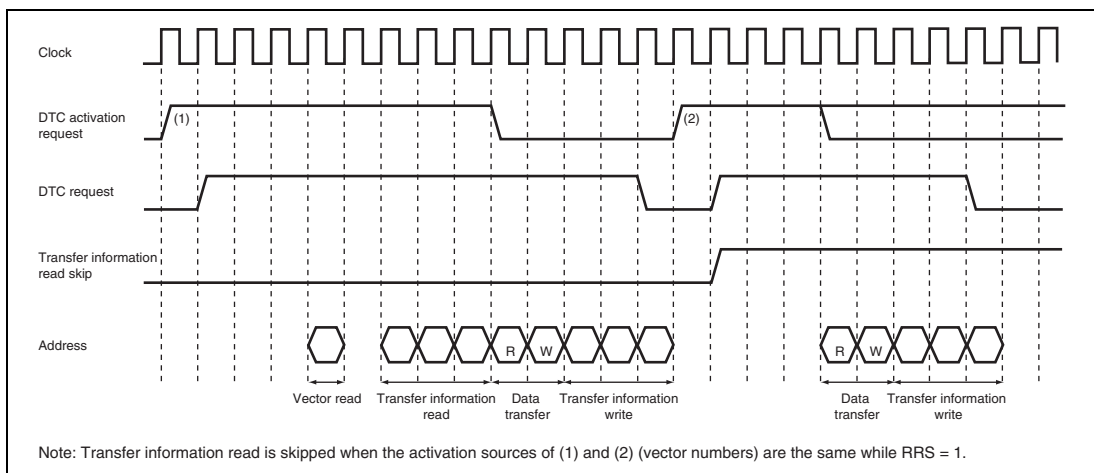 Clock
DTC activation
request
(1)
(2)
DTC request
Transfer information
read skip
Address
R
W
R
W
Vector read
Transfer information
read
Data
transfer
Transfer information
write
Data
transfer
Transfer information
write
Note: Transfer information read is skipped when the activation sources of (1) and (2) (vector numbers) are the same while RRS = 1.